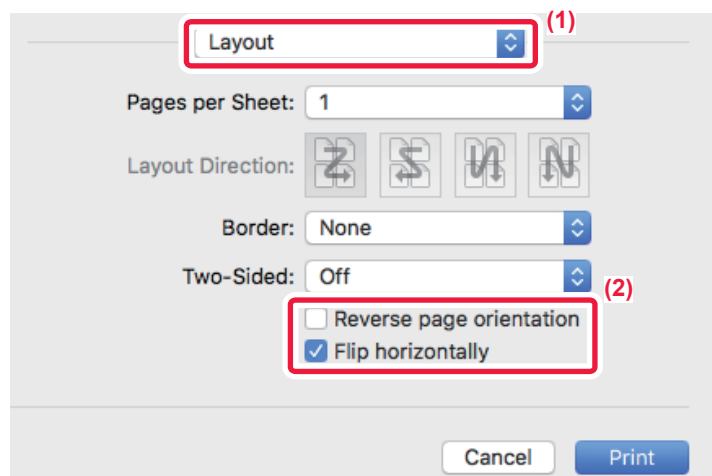 (1)
Layout
Pages per Sheet: 1
Layout Direction:
Border: None
Two-Sided: Off
(2)
Reverse page orientation
Flip horizontally
Cancel Print